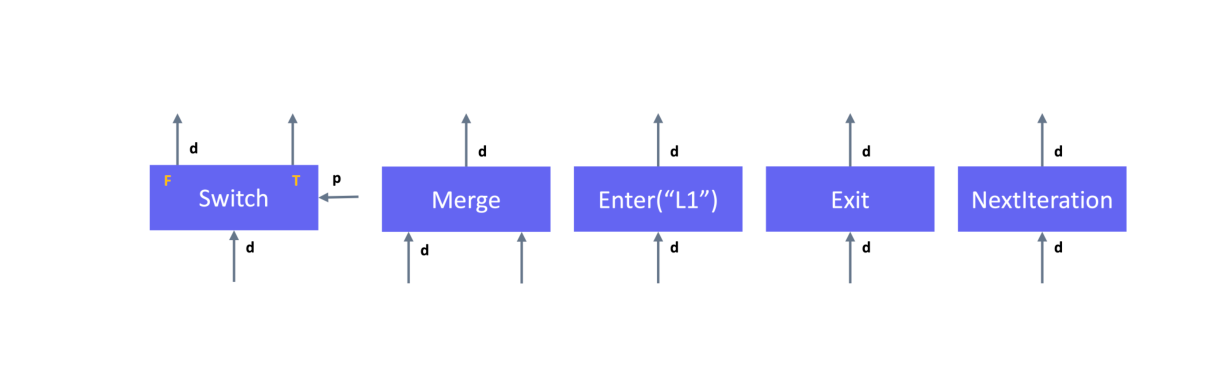 d d d d d
F T p
Switch Merge Enter(“L1”) Exit NextIteration
d d d d d